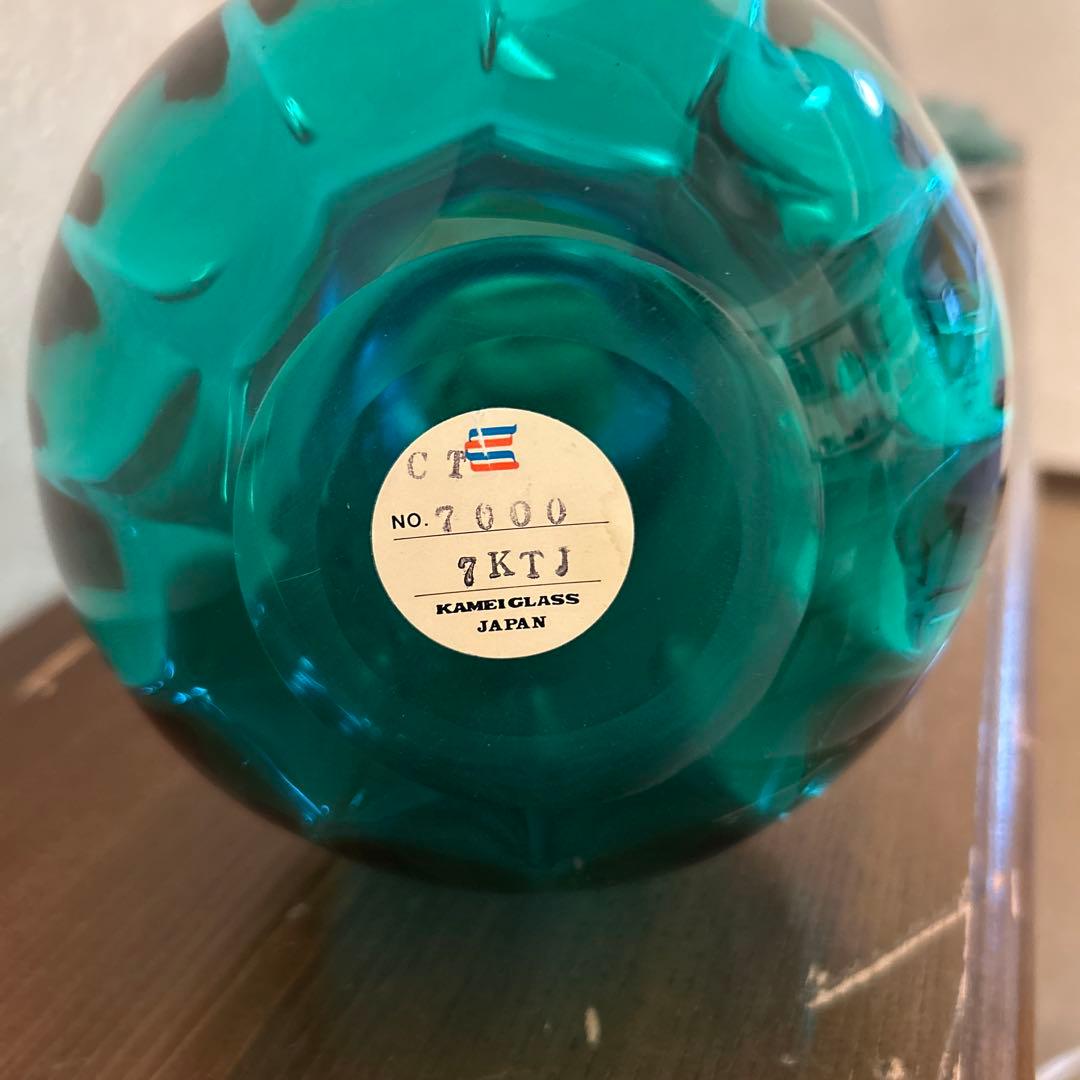 CT
NO. 7000
7KTJ
KAMEI GLASS
JAPAN